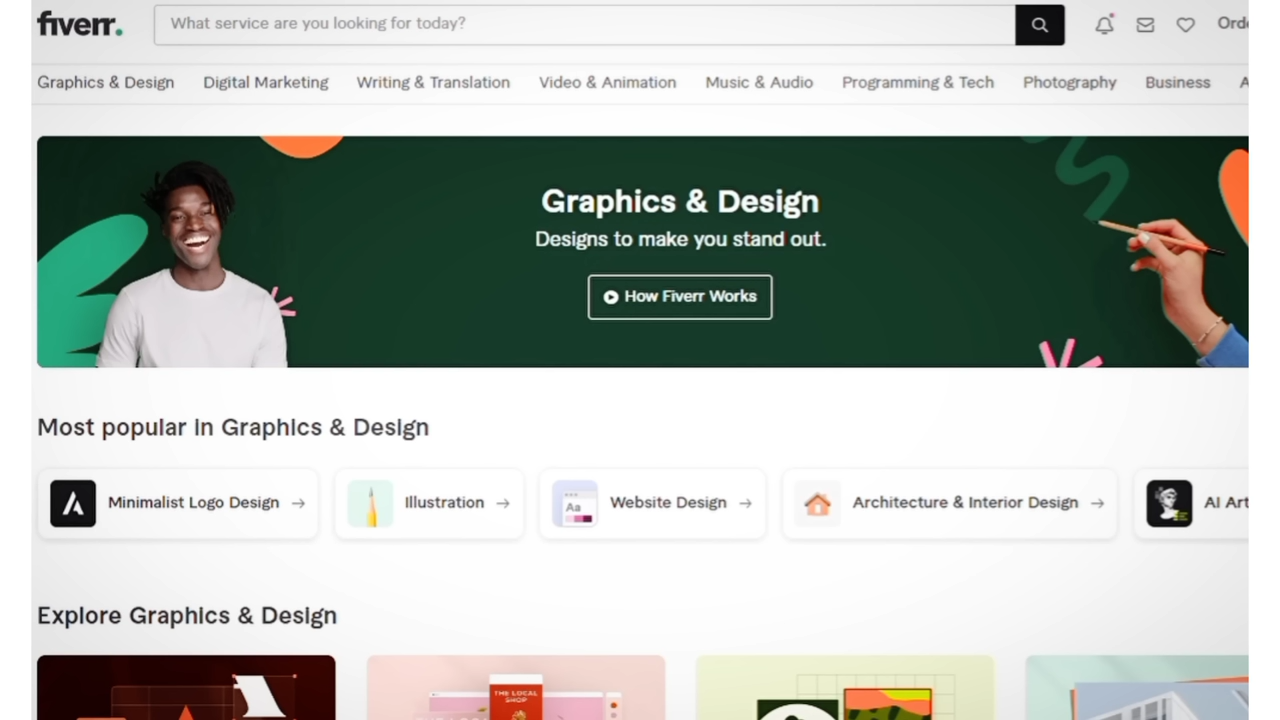 fiverr.
What service are you looking for today?
Graphics & Design Digital Marketing Writing & Translation Video & Animation Music & Audio Programming & Tech Photography Business
Graphics & Design
Designs to make you stand out.
How Fiverr Works
Most popular in Graphics & Design
Minimalist Logo Design → Illustration → Website Design → Architecture & Interior Design → AI Art
Aa
Explore Graphics & Design
THE LOCAL
SHOP